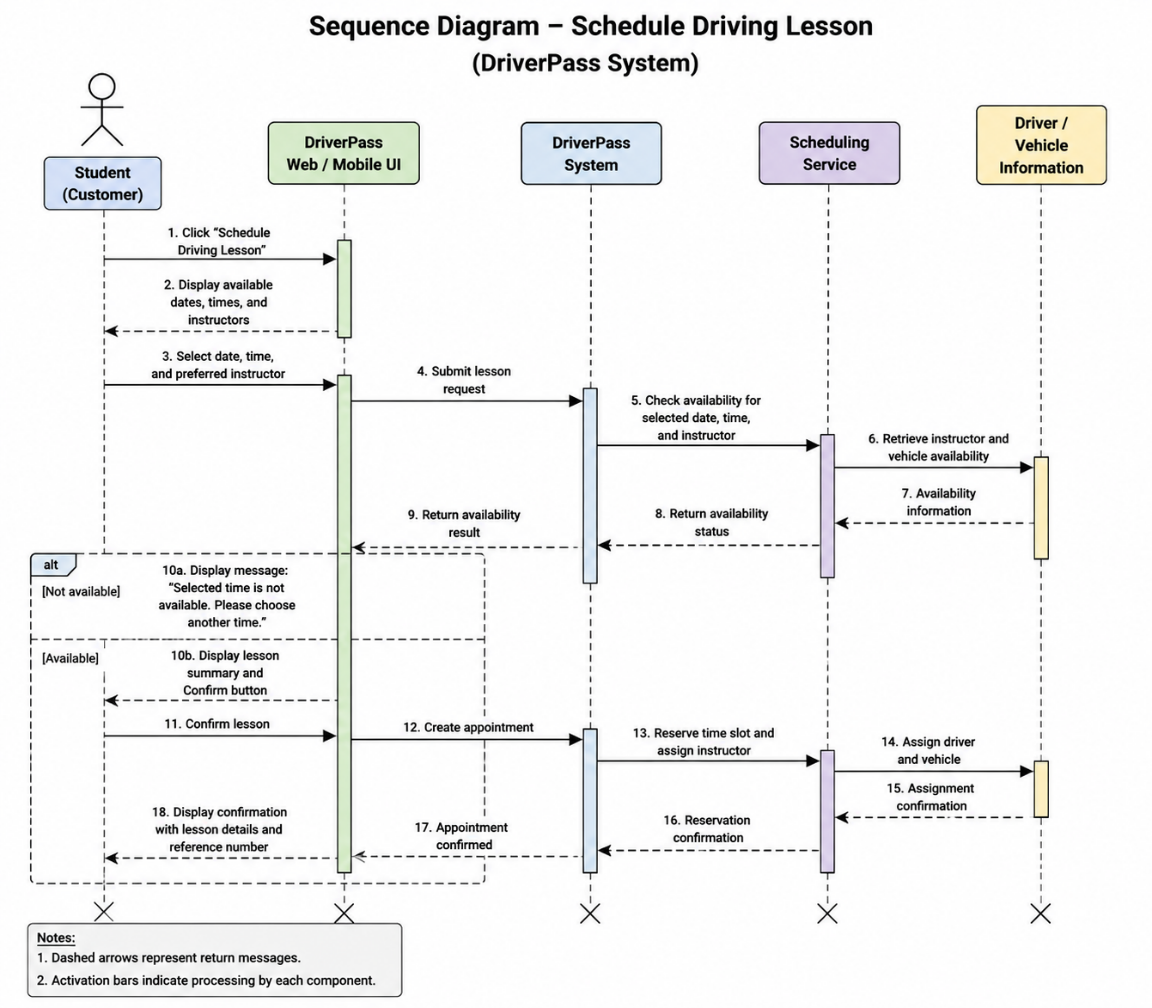 Sequence Diagram – Schedule Driving Lesson
(DriverPass System)
Student
(Customer)
DriverPass
Web / Mobile UI
DriverPass
System
Scheduling
Service
Driver /
Vehicle
Information
1. Click “Schedule
Driving Lesson”
2. Display available
dates, times, and
instructors
3. Select date, time,
and preferred instructor
4. Submit lesson
request
5. Check availability for
selected date, time,
and instructor
6. Retrieve instructor and
vehicle availability
7. Availability
information
8. Return availability
status
9. Return availability
result
alt
[Not available]
10a. Display message:
“Selected time is not
available. Please choose
another time.”
[Available]
10b. Display lesson
summary and
Confirm button
11. Confirm lesson
12. Create appointment
13. Reserve time slot and
assign instructor
14. Assign driver
and vehicle
15. Assignment
confirmation
16. Reservation
confirmation
17. Appointment
confirmed
18. Display confirmation
with lesson details and
reference number
Notes:
1. Dashed arrows represent return messages.
2. Activation bars indicate processing by each component.